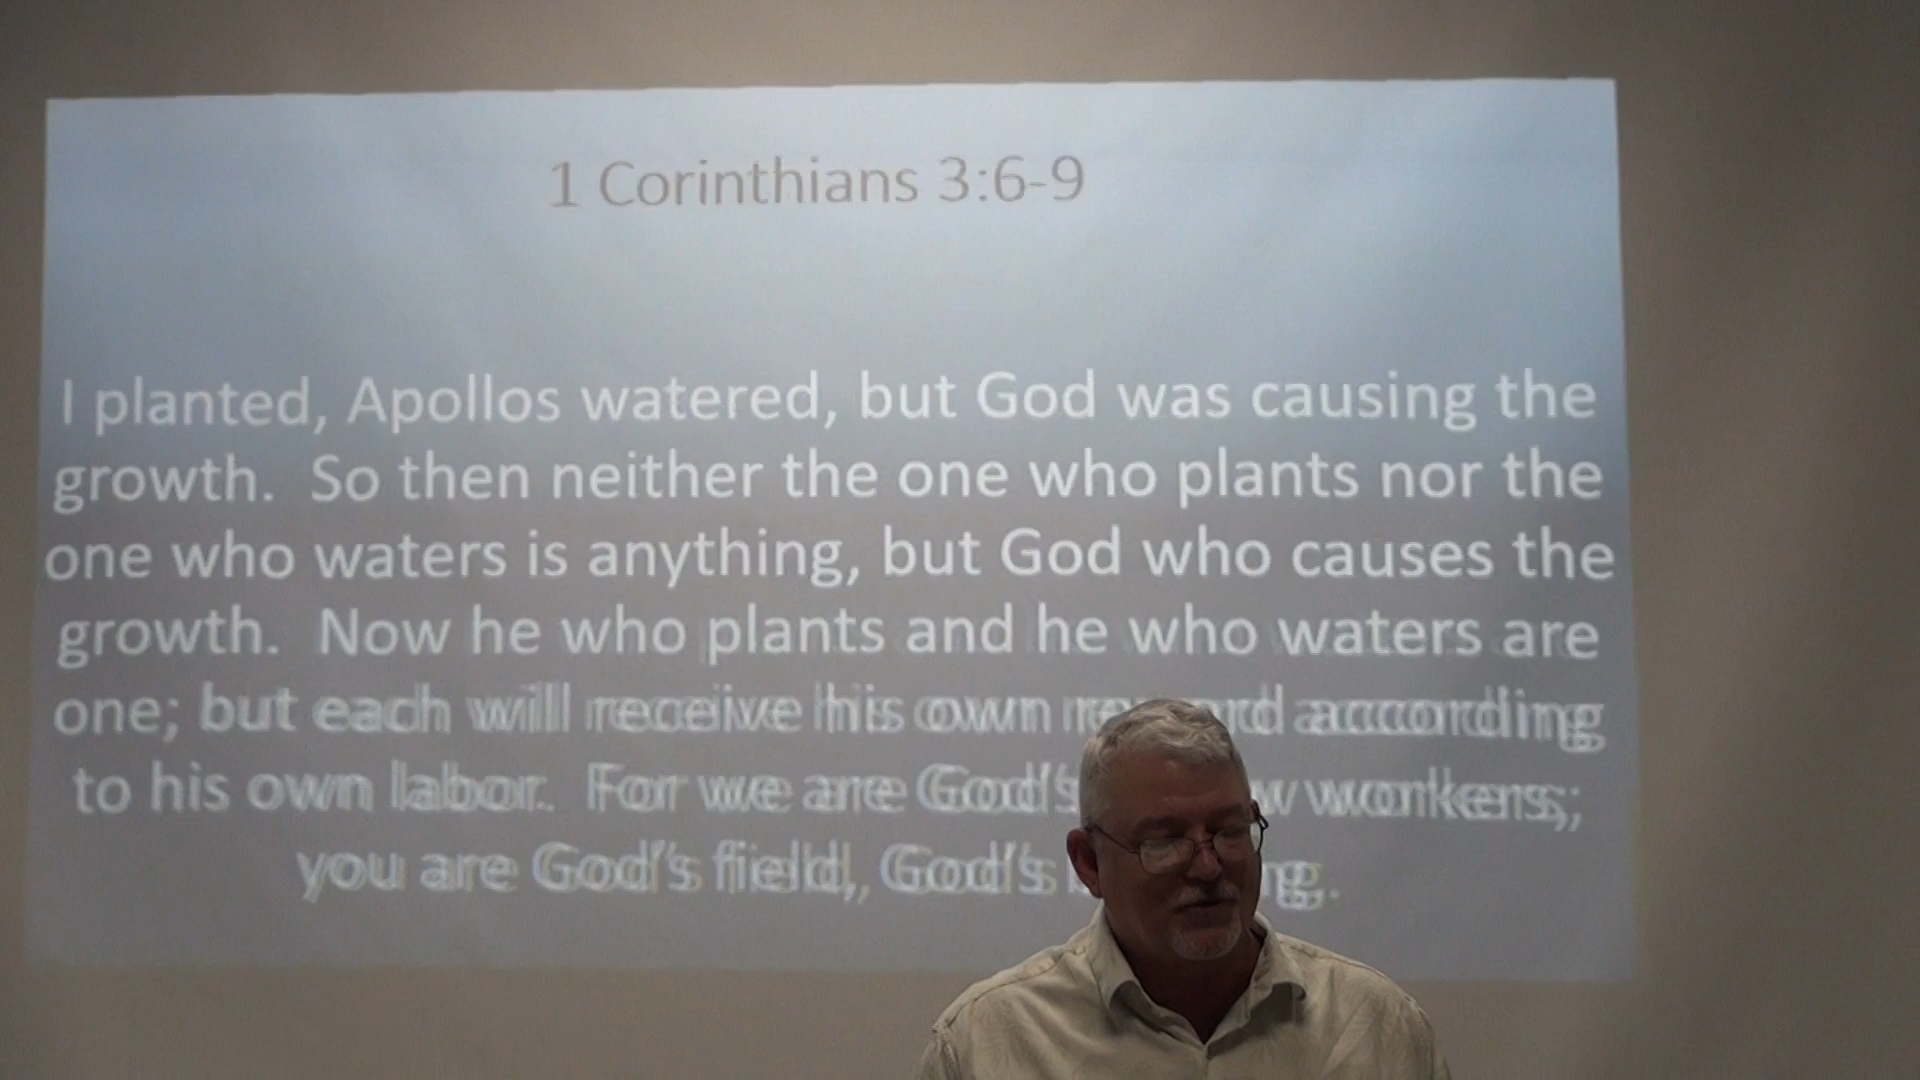 1 Corinthians 3:6-9
I planted, Apollos watered, but God was causing the
growth. So then neither the one who plants nor the
one who waters is anything, but God who causes the
growth. Now he who plants and he who waters are
one; but each will receive his own reward according
to his own labor. For we are God's workers;
you are God's field, God's